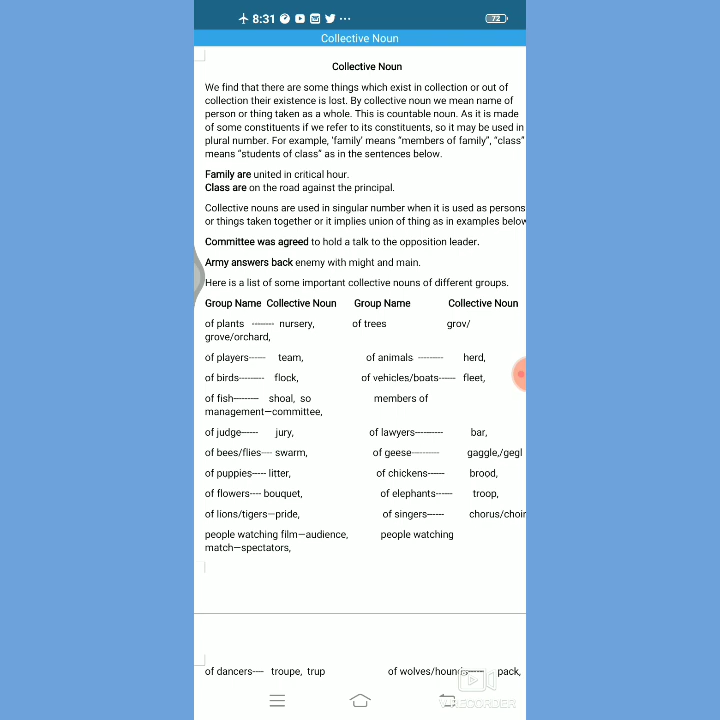 8:31
72
Collective Noun
Collective Noun
We find that there are some things which exist in collection or out of
collection their existence is lost. By collective noun we mean name of
person or thing taken as a whole. This is countable noun. As it is made
of some constituents if we refer to its constituents, so it may be used in
plural number. For example, 'family' means "members of family", "class"
means "students of class" as in the sentences below.
Family are united in critical hour.
Class are on the road against the principal.
Collective nouns are used in singular number when it is used as persons
or things taken together or it implies union of thing as in examples below
Committee was agreed to hold a talk to the opposition leader.
Army answers back enemy with might and main.
Here is a list of some important collective nouns of different groups.
Group Name Collective Noun Group Name Collective Noun
of plants -------- nursery, of trees grov/
grove/orchard,
of players------ team, of animals --------- herd,
of birds--------- flock, of vehicles/boats------ fleet,
of fish--------- shoal, so members of
management—committee,
of judge------ jury, of lawyers---------- bar,
of bees/flies---- swarm, of geese---------- gaggle,/gegl
of puppies----- litter, of chickens------ brood,
of flowers---- bouquet, of elephants------ troop,
of lions/tigers—pride, of singers------ chorus/choir
people watching film—audience, people watching
match—spectators,
of dancers---- troupe, trup of wolves/hounds------ pack,
V RECORDER